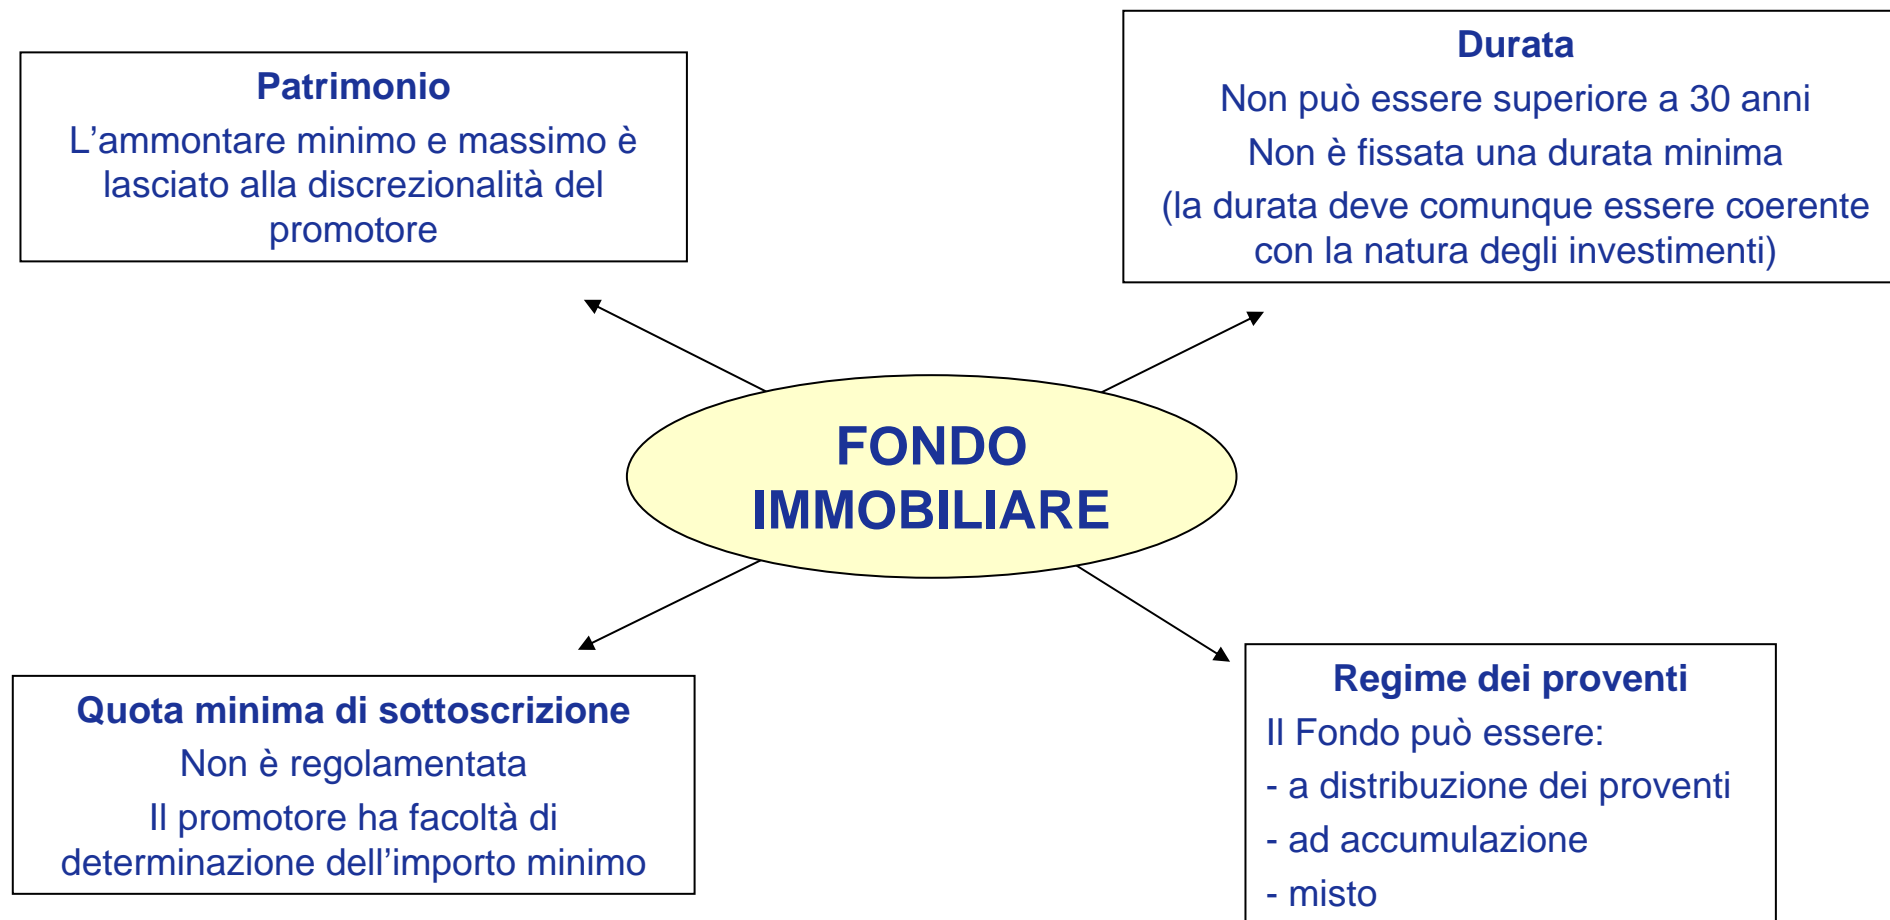 Patrimonio
L’ammontare minimo e massimo è
lasciato alla discrezionalità del
promotore
Durata
Non può essere superiore a 30 anni
Non è fissata una durata minima
(la durata deve comunque essere coerente
con la natura degli investimenti)
FONDO
IMMOBILIARE
Quota minima di sottoscrizione
Non è regolamentata
Il promotore ha facoltà di
determinazione dell’importo minimo
Regime dei proventi
Il Fondo può essere:
- a distribuzione dei proventi
- ad accumulazione
- misto